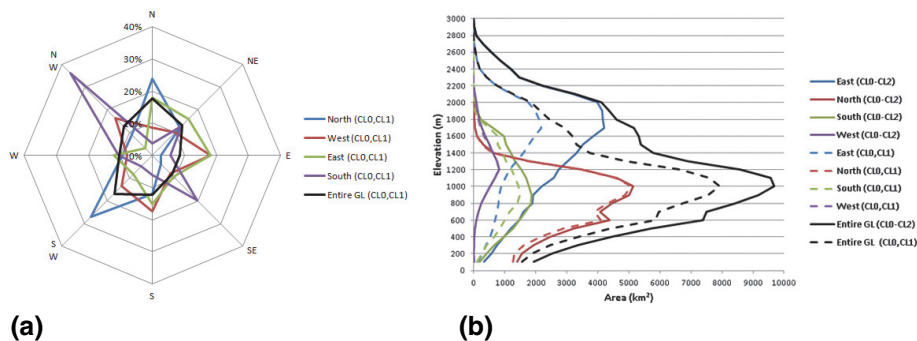 N
40%
30%
20%
10%
0%
NE
E
SE
S
S
W
W
N
W
North (CL0,CL1)
West (CL0,CL1)
East (CL0,CL1)
South (CL0,CL1)
Entire GL (CL0,CL1)
(a)
Elevation (m)
3000
2800
2600
2400
2200
2000
1800
1600
1400
1200
1000
800
600
400
200
0
0
1000
2000
3000
4000
5000
6000
7000
8000
9000
10000
Area (km²)
East (CL0-CL2)
North (CL0-CL2)
South (CL0-CL2)
West (CL0-CL2)
East (CL0,CL1)
North (CL0,CL1)
South (CL0,CL1)
West (CL0,CL1)
Entire GL (CL0-CL2)
Entire GL (CL0,CL1)
(b)